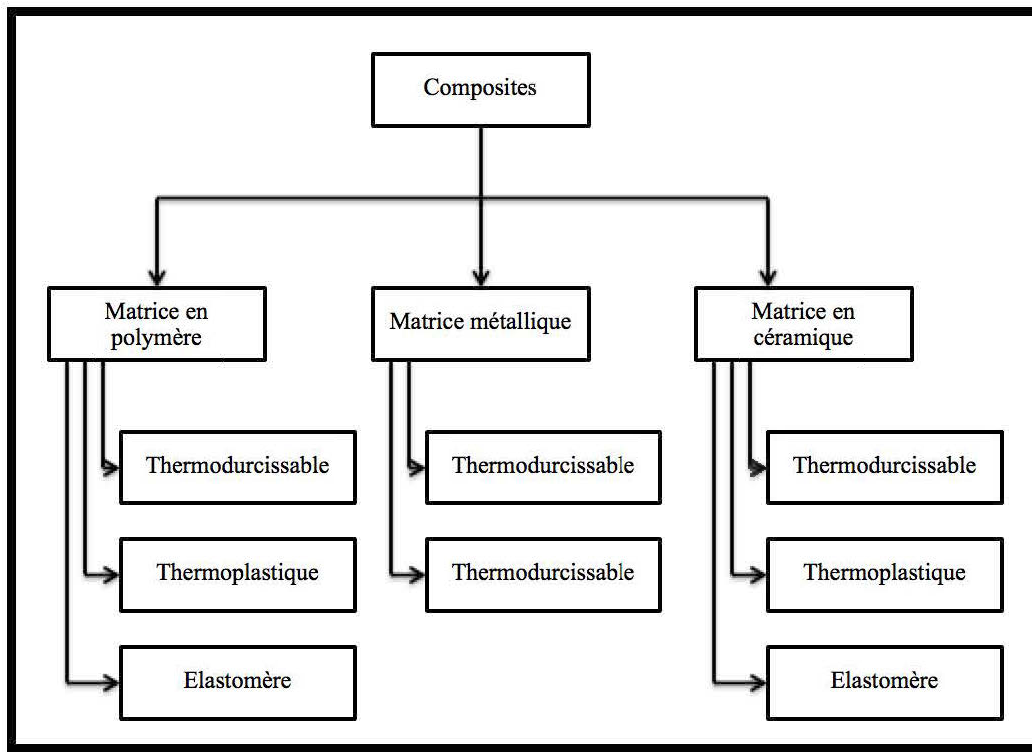 Composites
Matrice en
polymère
Matrice métallique
Matrice en
céramique
Thermodurcissable
Thermodurcissable
Thermodurcissable
Thermoplastique
Thermodurcissable
Thermoplastique
Elastomère
Elastomère